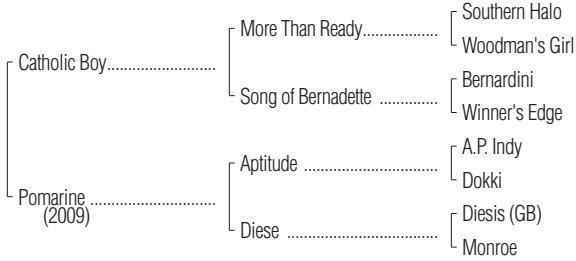 Southern Halo
More Than Ready..................
Woodman's Girl
Catholic Boy..........................
Bernardini
Song of Bernadette ..............
Winner's Edge
A.P. Indy
Aptitude ................................
Dokki
Pomarine ..............................
(2009)
Diesis (GB)
Diese ....................................
Monroe